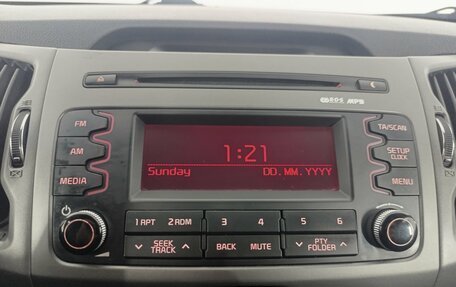 RDS MP3
FM
TA/SCAN
AM
SETUP
CLOCK
MEDIA
MENU
1:21
Sunday DD.MM.YYYY
1 RPT 2 RDM 3 4 5 6
SEEK
TRACK
BACK MUTE
PTY
FOLDER